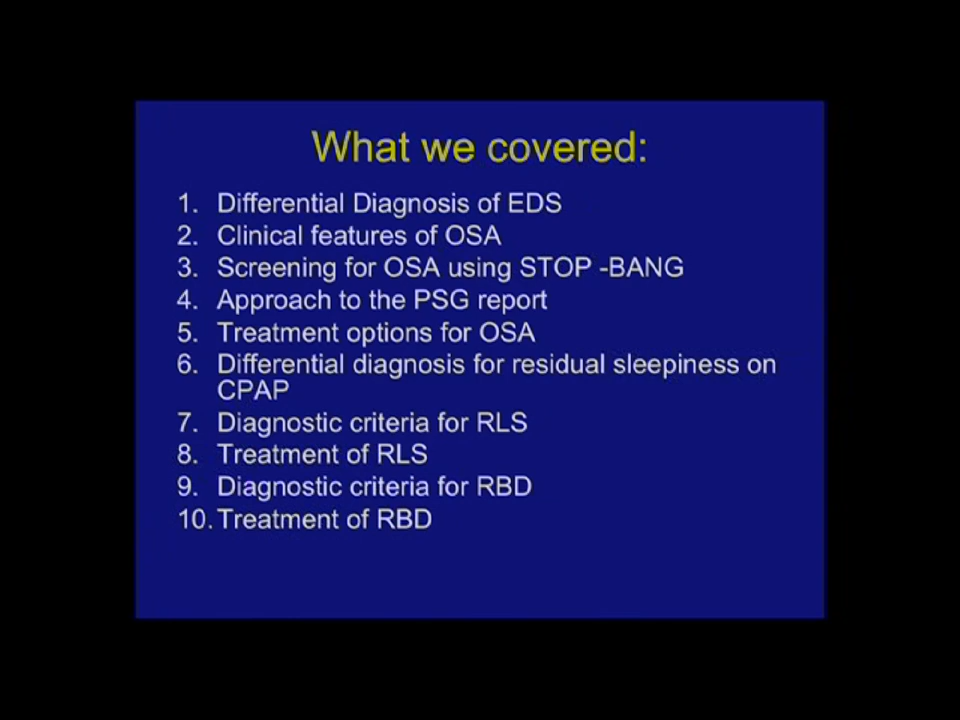 What we covered:
1. Differential Diagnosis of EDS
2. Clinical features of OSA
3. Screening for OSA using STOP -BANG
4. Approach to the PSG report
5. Treatment options for OSA
6. Differential diagnosis for residual sleepiness on
CPAP
7. Diagnostic criteria for RLS
8. Treatment of RLS
9. Diagnostic criteria for RBD
10. Treatment of RBD